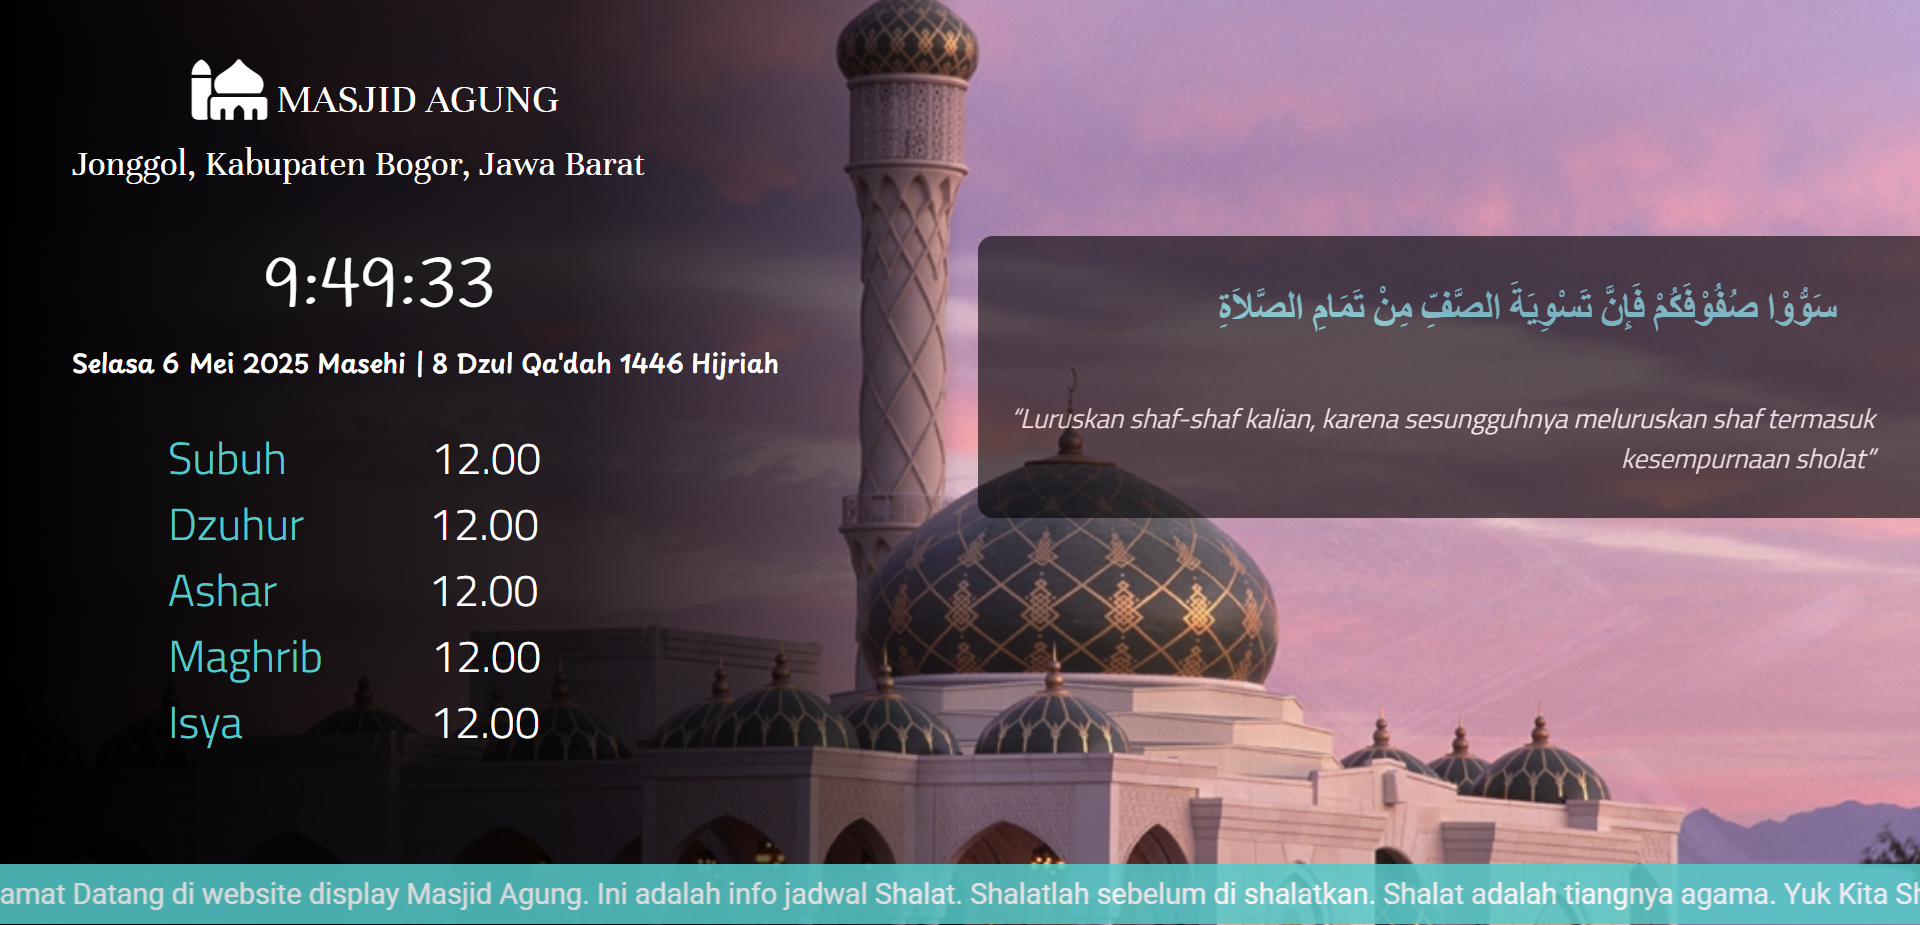 MASJID AGUNG
Jonggol, Kabupaten Bogor, Jawa Barat
9:49:33
Selasa 6 Mei 2025 Masehi | 8 Dzul Qa'dah 1446 Hijriah
Subuh 12.00
Dzuhur 12.00
Ashar 12.00
Maghrib 12.00
Isya 12.00
سَوُّوْا صُفُوْفَكُمْ فَإِنَّ تَسْوِيَةَ الصَّفِّ مِنْ تَمَامِ الصَّلاَةِ
“Luruskan shaf-shaf kalian, karena sesungguhnya meluruskan shaf termasuk
kesempurnaan sholat”
amat Datang di website display Masjid Agung. Ini adalah info jadwal Shalat. Shalatlah sebelum di shalatkan. Shalat adalah tiangnya agama. Yuk Kita Sh